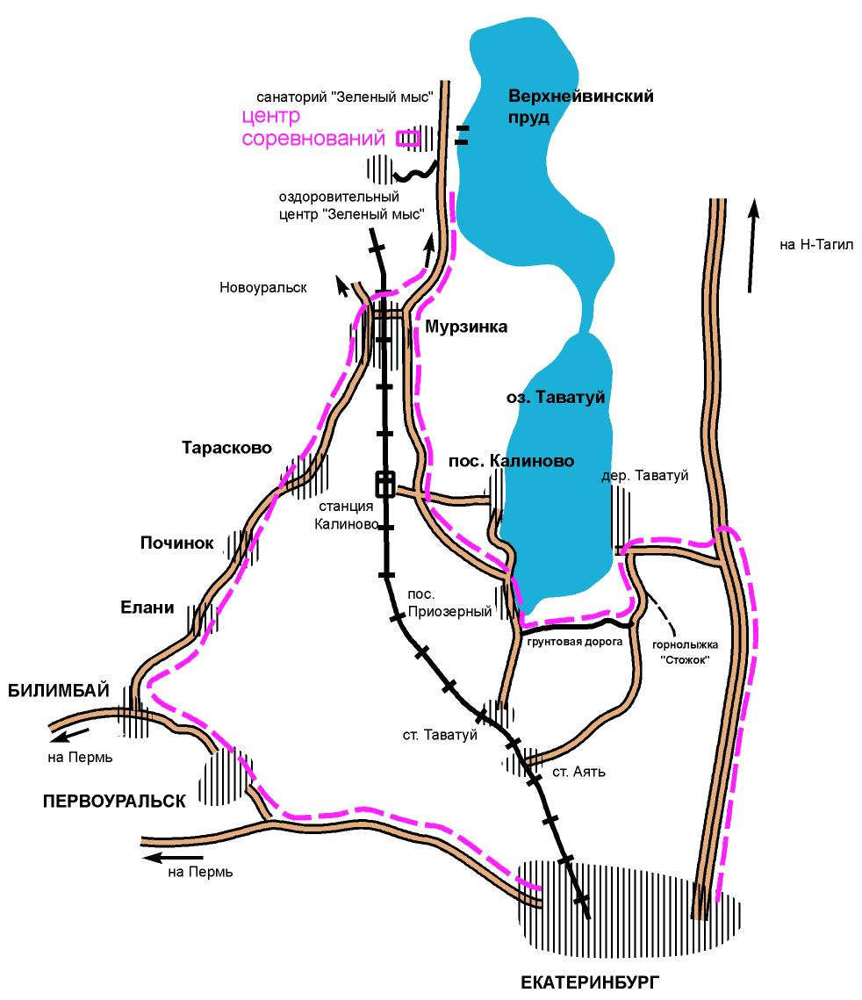 санаторий "Зеленый мыс"
центр
соревнований
Верхнейвинский
пруд
оздоровительный
центр "Зеленый мыс"
на Н-Тагил
Новоуральск
Мурзинка
оз. Таватуй
Тарасково
пос. Калиново
дер. Таватуй
станция
Калиново
Починок
пос.
Приозерный
Елани
грунтовая дорога
горнолыжка
"Стожок"
БИЛИМБАЙ
на Пермь
ст. Таватуй
ст. Аять
ПЕРВОУРАЛЬСК
на Пермь
ЕКАТЕРИНБУРГ